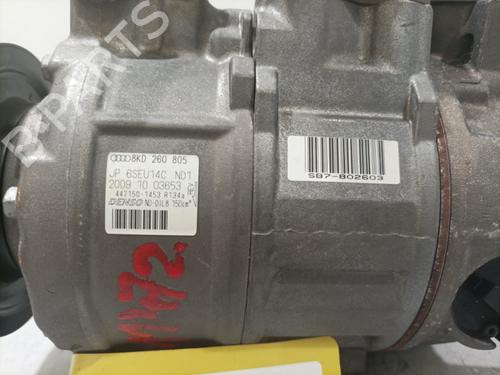 8KD 260 805
JP 6SEU14C ND1
2009 10 03653
447150-1453 R134a
DENSO ND-OIL8 150cm³
SB7-802603
M472
B-PARTS